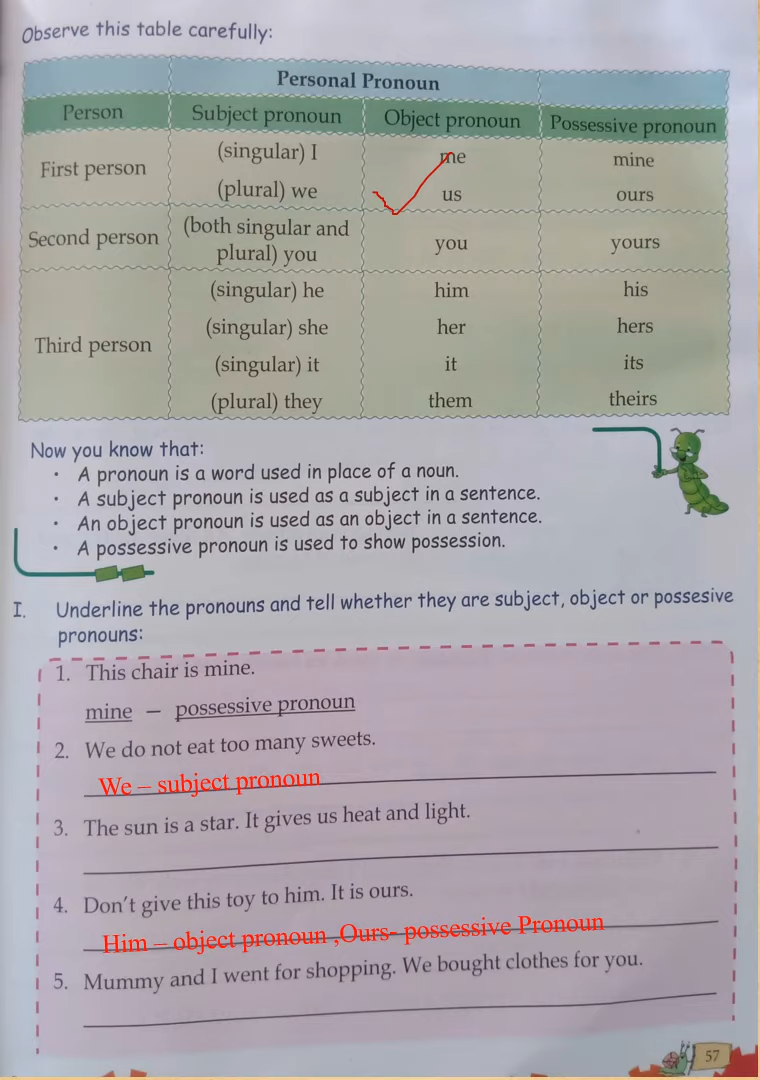 Observe this table carefully:
Personal Pronoun
Person Subject pronoun Object pronoun Possessive pronoun
First person (singular) I me mine
(plural) we us ours
Second person (both singular and plural) you you yours
Third person (singular) he him his
(singular) she her hers
(singular) it it its
(plural) they them theirs
Now you know that:
• A pronoun is a word used in place of a noun.
• A subject pronoun is used as a subject in a sentence.
• An object pronoun is used as an object in a sentence.
• A possessive pronoun is used to show possession.
I. Underline the pronouns and tell whether they are subject, object or possesive
pronouns:
1. This chair is mine.
mine – possessive pronoun
2. We do not eat too many sweets.
We – subject pronoun
3. The sun is a star. It gives us heat and light.
4. Don't give this toy to him. It is ours.
Him – object pronoun ,Ours- possessive Pronoun
5. Mummy and I went for shopping. We bought clothes for you.
57